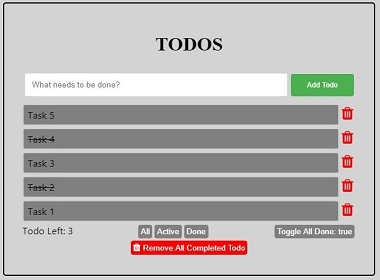 TODOS
What needs to be done? Add Todo
Task 5
Task 4
Task 3
Task 2
Task 1
Todo Left: 3 All Active Done Toggle All Done: true
Remove All Completed Todo